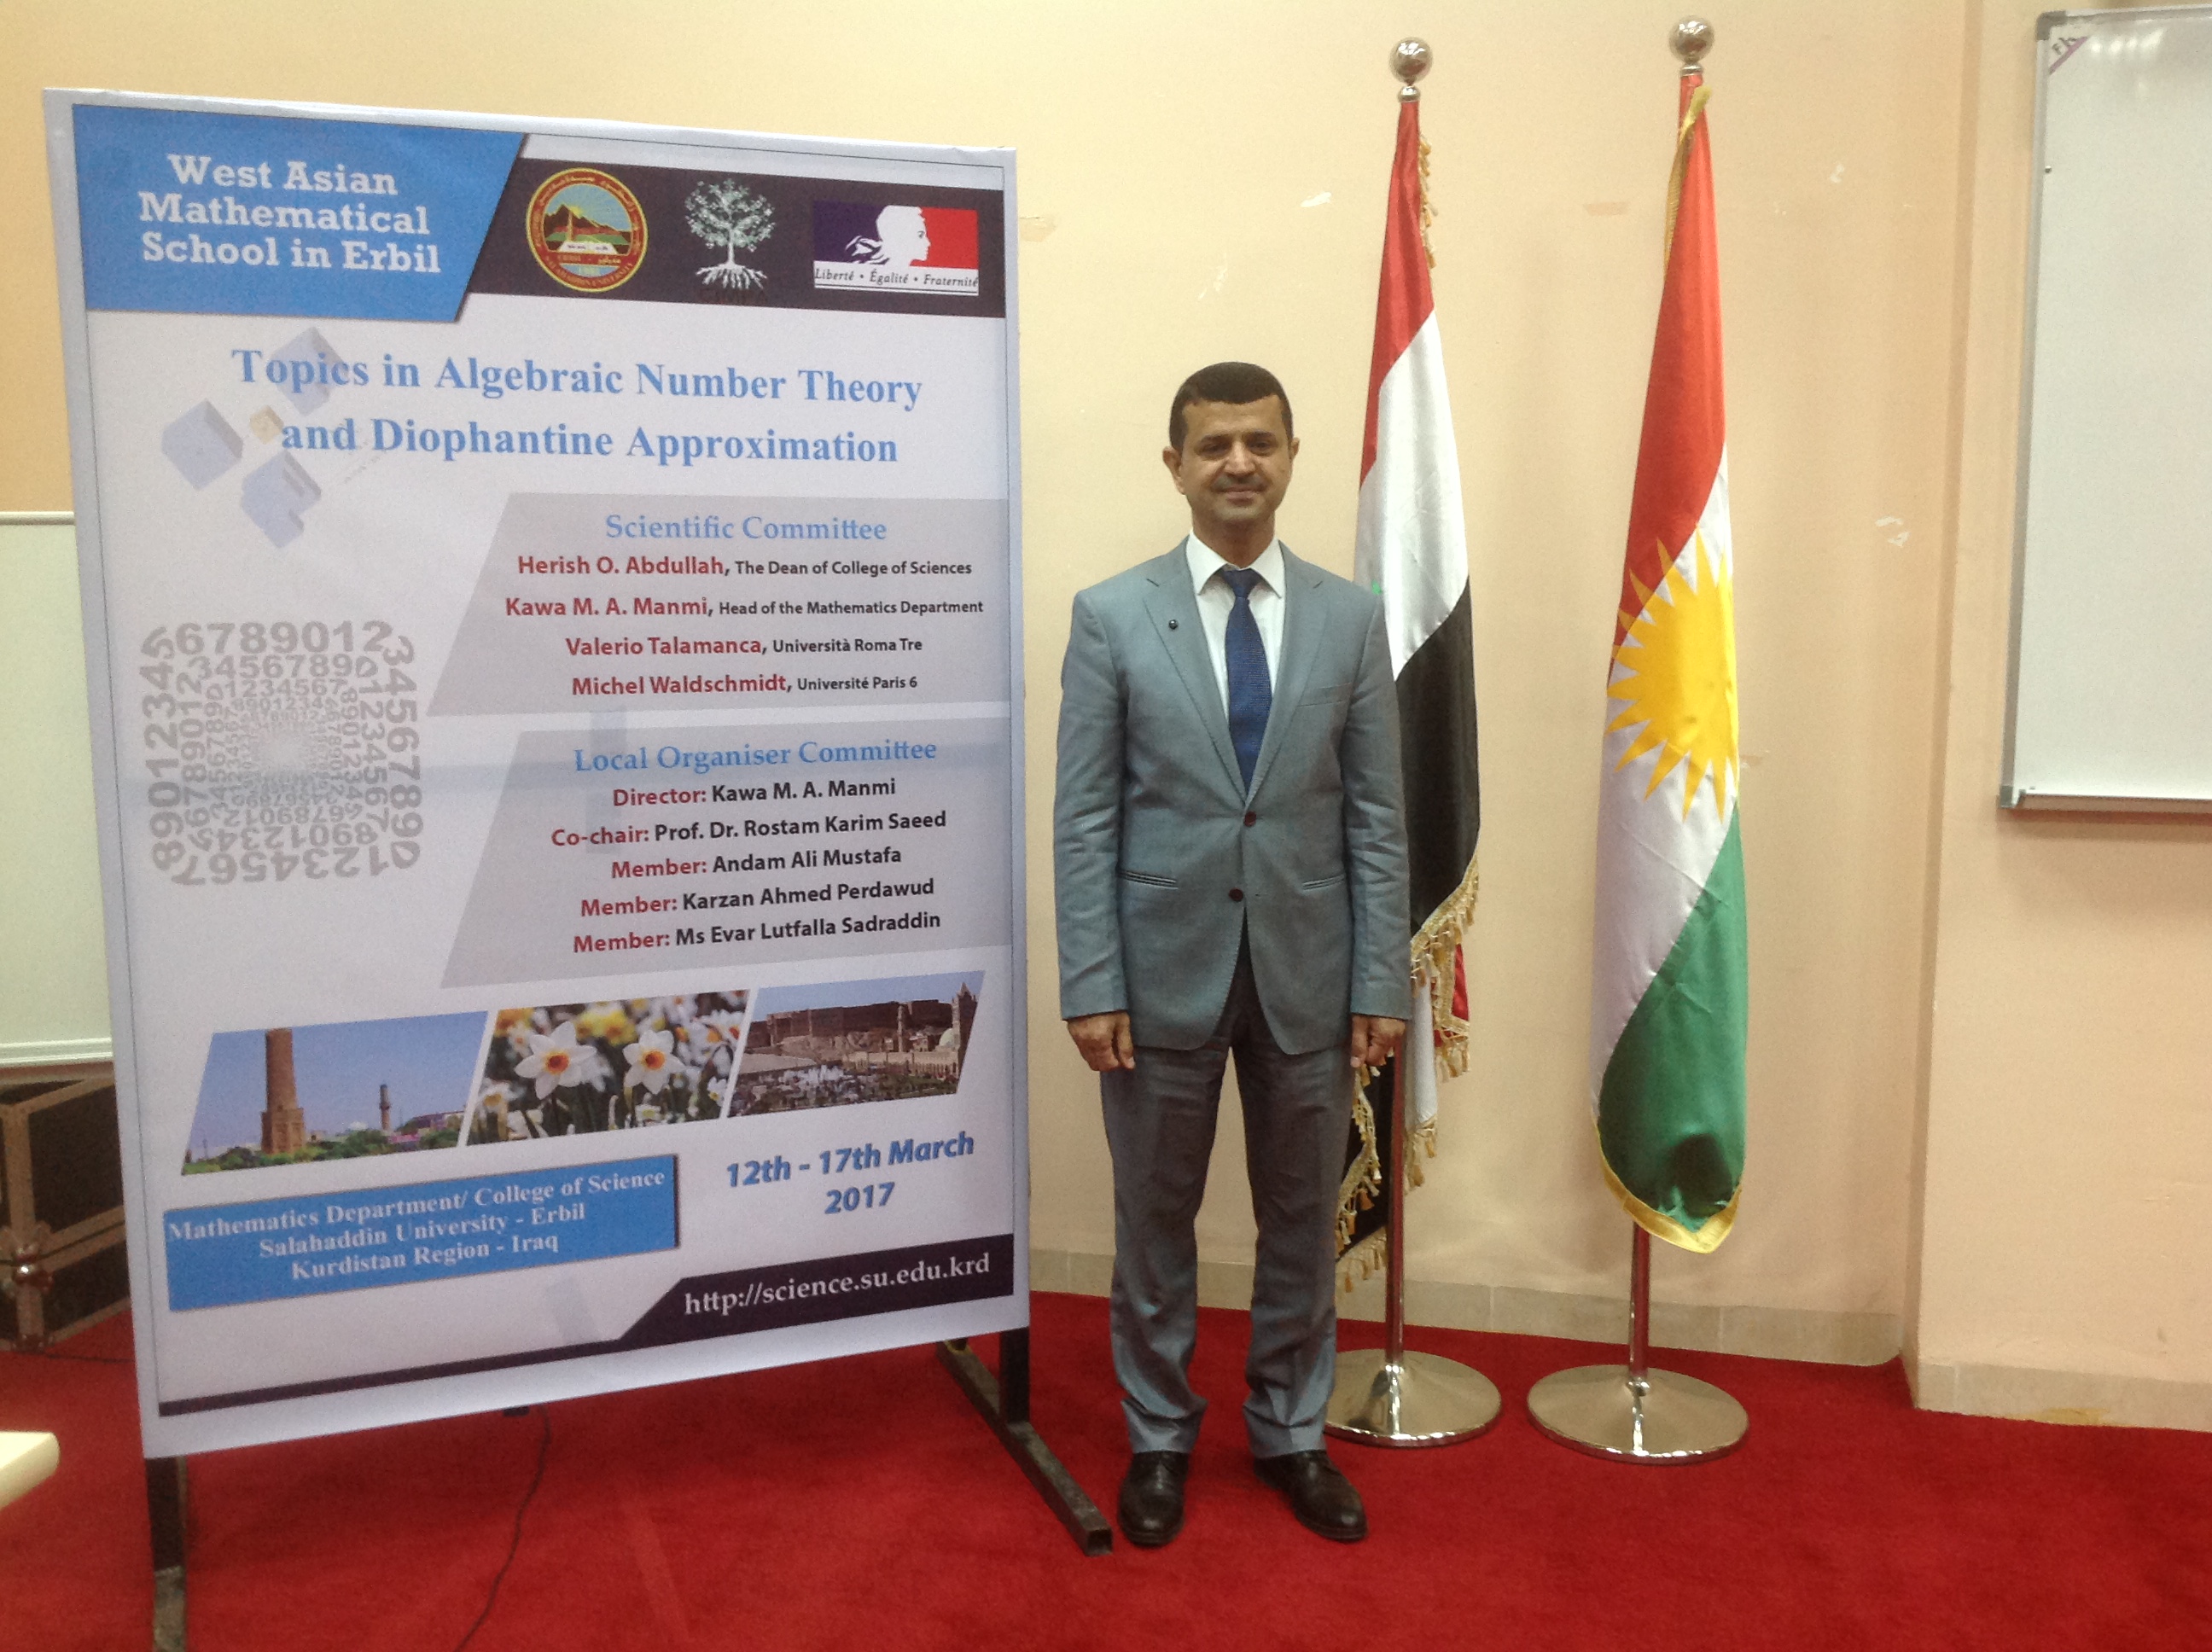 West Asian
Mathematical
School in Erbil
Liberté • Égalité • Fraternité
Topics in Algebraic Number Theory
and Diophantine Approximation
Scientific Committee
Herish O. Abdullah, The Dean of College of Sciences
Kawa M. A. Manmi, Head of the Mathematics Department
Valerio Talamanca, Università Roma Tre
Michel Waldschmidt, Université Paris 6
Local Organiser Committee
Director: Kawa M. A. Manmi
Co-chair: Prof. Dr. Rostam Karim Saeed
Member: Andam Ali Mustafa
Member: Karzan Ahmed Perdawud
Member: Ms Evar Lutfalla Sadraddin
12th - 17th March
2017
Mathematics Department/ College of Science
Salahaddin University - Erbil
Kurdistan Region - Iraq
http://science.su.edu.krd